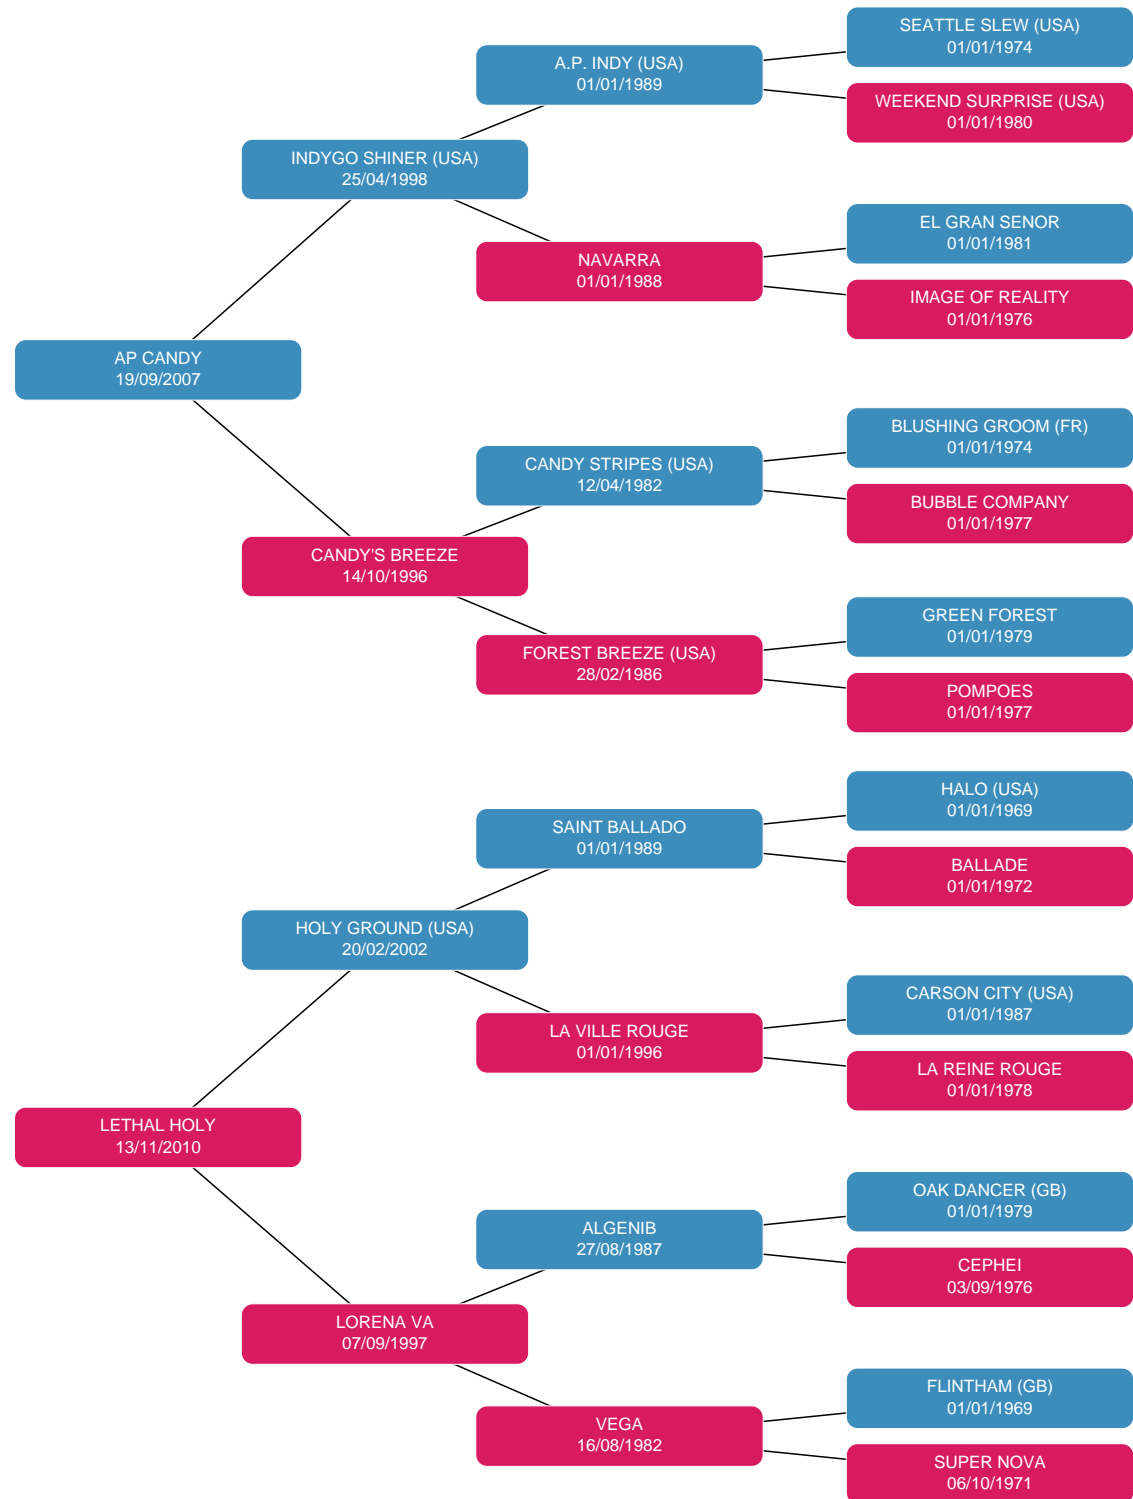 SEATTLE SLEW (USA)
01/01/1974
A.P. INDY (USA)
01/01/1989
WEEKEND SURPRISE (USA)
01/01/1980
INDYGO SHINER (USA)
25/04/1998
EL GRAN SENOR
01/01/1981
NAVARRA
01/01/1988
IMAGE OF REALITY
01/01/1976
AP CANDY
19/09/2007
BLUSHING GROOM (FR)
01/01/1974
CANDY STRIPES (USA)
12/04/1982
BUBBLE COMPANY
01/01/1977
CANDY'S BREEZE
14/10/1996
GREEN FOREST
01/01/1979
FOREST BREEZE (USA)
28/02/1986
POMPOES
01/01/1977
HALO (USA)
01/01/1969
SAINT BALLADO
01/01/1989
BALLADE
01/01/1972
HOLY GROUND (USA)
20/02/2002
CARSON CITY (USA)
01/01/1987
LA VILLE ROUGE
01/01/1996
LA REINE ROUGE
01/01/1978
LETHAL HOLY
13/11/2010
OAK DANCER (GB)
01/01/1979
ALGENIB
27/08/1987
CEPHEI
03/09/1976
LORENA VA
07/09/1997
FLINTHAM (GB)
01/01/1969
VEGA
16/08/1982
SUPER NOVA
06/10/1971